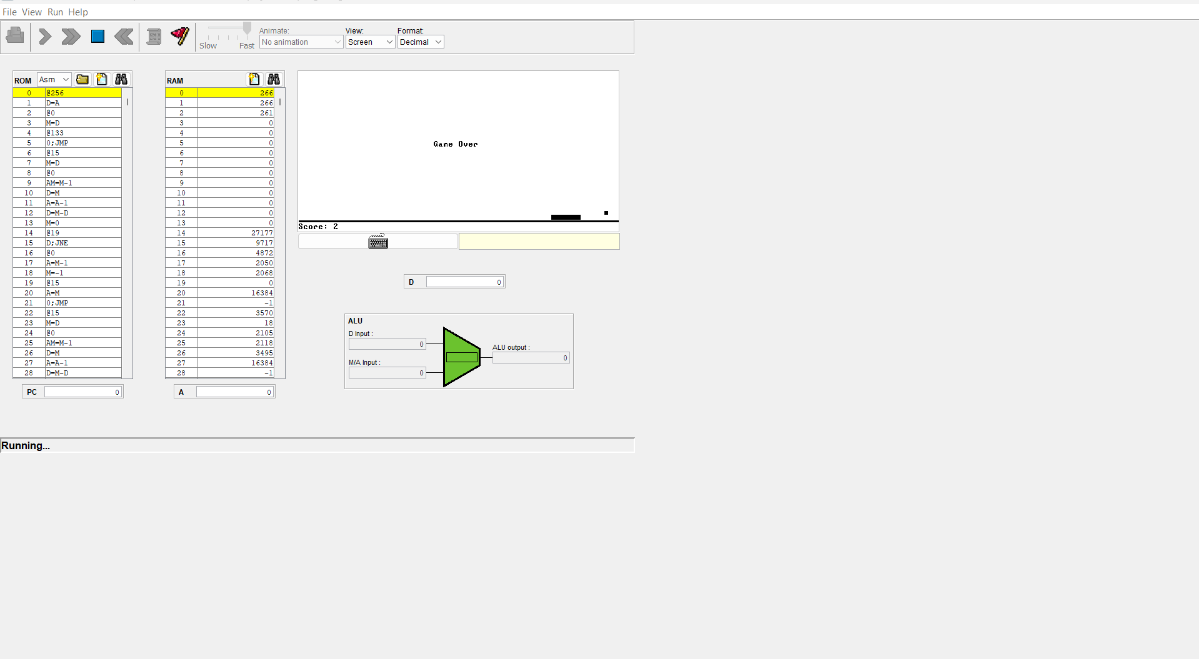 File View Run Help
Slow Fast
Animate:
No animation
View:
Screen
Format:
Decimal
ROM Asm
0 @256
1 D=A
2 @0
3 M=D
4 @133
5 0;JMP
6 @15
7 M=D
8 @0
9 AM=M-1
10 D=M
11 A=A-1
12 D=M-D
13 M=0
14 @19
15 D;JNE
16 @0
17 A=M-1
18 M=-1
19 @15
20 A=M
21 0;JMP
22 @15
23 M=D
24 @0
25 AM=M-1
26 D=M
27 A=A-1
28 D=M-D
PC 0
RAM
0 266
1 266
2 261
3 0
4 0
5 0
6 0
7 0
8 0
9 0
10 0
11 0
12 0
13 0
14 27177
15 9717
16 4872
17 2050
18 2068
19 0
20 16384
21 -1
22 3570
23 18
24 2105
25 2118
26 3495
27 16384
28 -1
A 0
Game Over
Score: 2
D 0
ALU
D Input :
0
M/A Input :
0
ALU output :
0
Running...